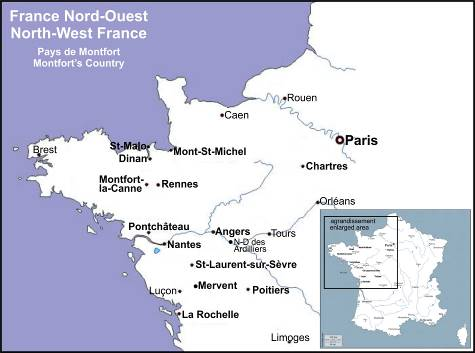 France Nord-Ouest
North-West France
Pays de Montfort
Montfort's Country
Rouen
Caen
Paris
St-Malo
Brest
Dinan
Mont-St-Michel
Chartres
Montfort-
la-Canne
Rennes
Orléans
Pontchâteau
Angers
Tours
N-D des
Ardilliers
Nantes
St-Laurent-sur-Sèvre
Luçon
Mervent
Poitiers
La Rochelle
Limoges
agrandissement
enlarged area
Paris